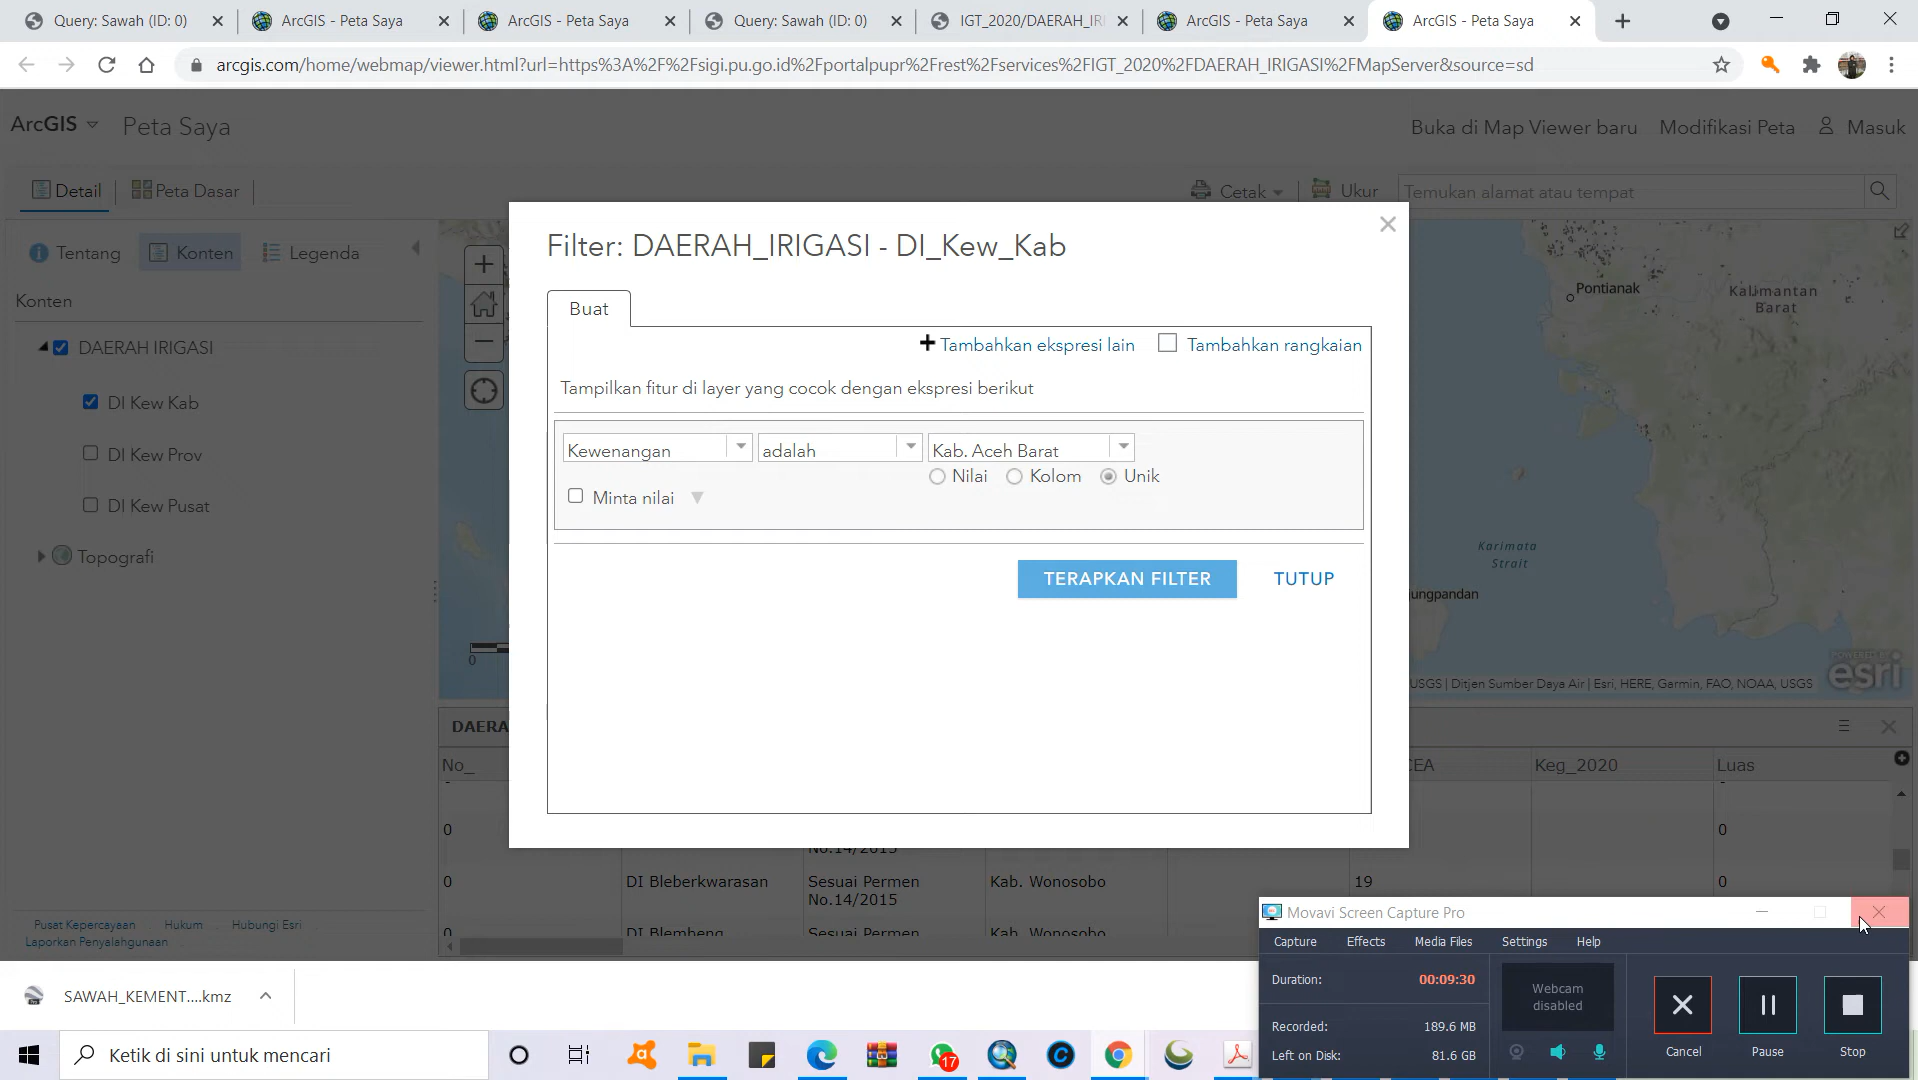 Query: Sawah (ID: 0)
ArcGIS - Peta Saya
ArcGIS - Peta Saya
Query: Sawah (ID: 0)
IGT_2020/DAERAH_IRI
ArcGIS - Peta Saya
ArcGIS - Peta Saya
arcgis.com/home/webmap/viewer.html?url=https%3A%2F%2Fsigi.pu.go.id%2Fportalpupr%2Frest%2Fservices%2FIGT_2020%2FDAERAH_IRIGASI%2FMapServer&source=sd
ArcGIS
Peta Saya
Buka di Map Viewer baru
Modifikasi Peta
Masuk
Detail
Peta Dasar
Cetak
Ukur
Temukan alamat atau tempat
Tentang
Konten
Legenda
Konten
DAERAH IRIGASI
DI Kew Kab
DI Kew Prov
DI Kew Pusat
Topografi
Filter: DAERAH_IRIGASI - DI_Kew_Kab
Buat
+ Tambahkan ekspresi lain
Tambahkan rangkaian
Tampilkan fitur di layer yang cocok dengan ekspresi berikut
Kewenangan
adalah
Kab. Aceh Barat
Nilai
Kolom
Unik
Minta nilai
TERAPKAN FILTER
TUTUP
Pontianak
Kalimantan
Barat
Karimata
Strait
ungpandan
POWERED BY
esri
USGS | Ditjen Sumber Daya Air | Esri, HERE, Garmin, FAO, NOAA, USGS
0
DAERA
No_
CEA
Keg_2020
Luas
0
0
No.14/2015
0
DI Bleberkwarasan
Sesuai Permen
No.14/2015
Kab. Wonosobo
19
0
0
DI Blembeng
Sesuai Permen
Kab. Wonosobo
Pusat Kepercayaan
Hukum
Hubungi Esri
Laporkan Penyalahgunaan
Movavi Screen Capture Pro
Capture
Effects
Media Files
Settings
Help
Duration:
00:09:30
Recorded:
189.6 MB
Left on Disk:
81.6 GB
Webcam
disabled
Cancel
Pause
Stop
SAWAH_KEMENT....kmz
Ketik di sini untuk mencari
17